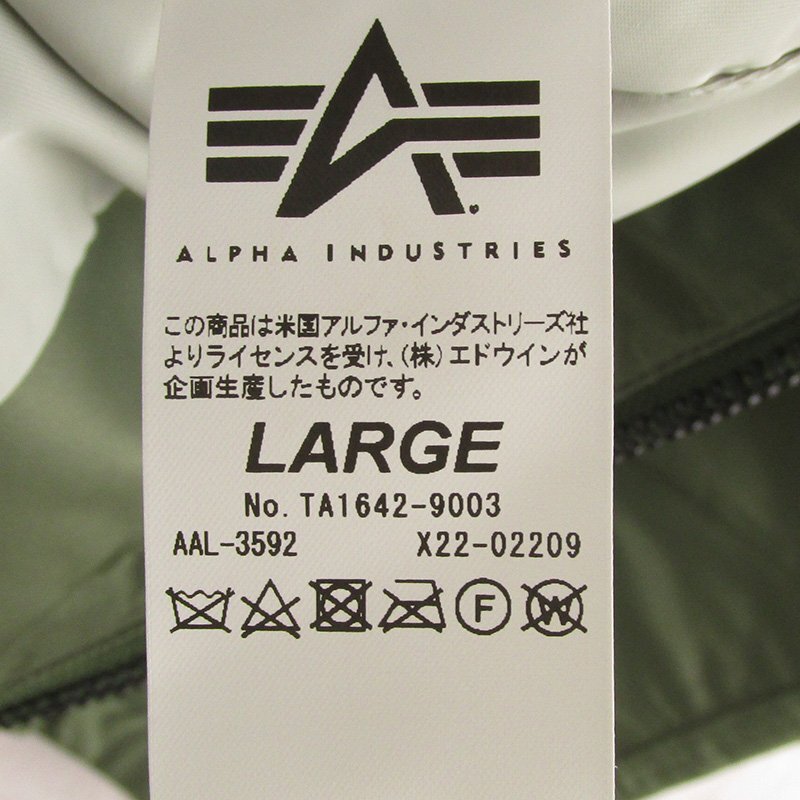 ALPHA INDUSTRIES
この商品は米国アルファ・インダストリーズ社
よりライセンスを受け、(株)エドウインが
企画生産したものです。
LARGE
No. TA1642-9003
AAL-3592 X22-02209
F W